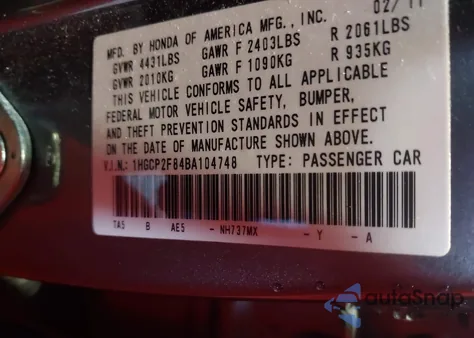 MFD. BY HONDA OF AMERICA MFG., INC. 02/11
GVWR 4431LBS GAWR F 2403LBS R 2061LBS
GVWR 2010KG GAWR F 1090KG R 935KG
THIS VEHICLE CONFORMS TO ALL APPLICABLE
FEDERAL MOTOR VEHICLE SAFETY, BUMPER,
AND THEFT PREVENTION STANDARDS IN EFFECT
ON THE DATE OF MANUFACTURE SHOWN ABOVE.
V.I.N.: 1HGCP2F84BA104748 TYPE: PASSENGER CAR
TA5 B AE5 - NH737MX - Y - A
autoSnap